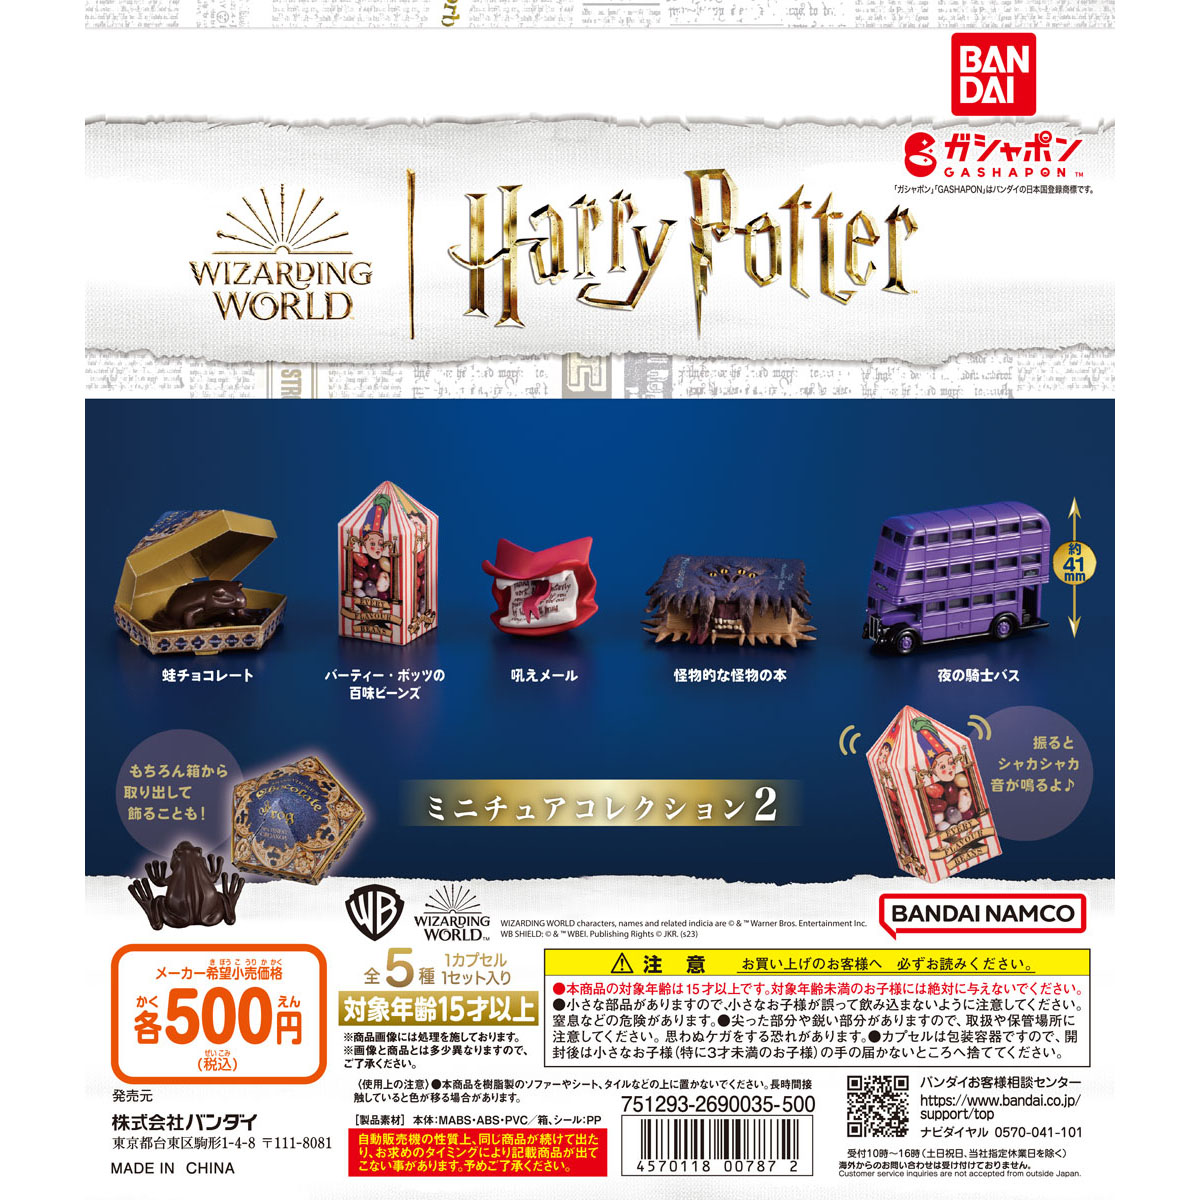 BAN
DAI
ガシャポン
GASHAPON™
「ガシャポン」「GASHAPON」はバンダイの日本国登録商標です。
WIZARDING
WORLD
Harry Potter
約
41
mm
蛙チョコレート
バーティー・ボッツの
百味ビーンズ
吼えメール
怪物的な怪物の本
夜の騎士バス
もちろん箱から
取り出して
飾ることも!
Chocolate
Frog
ミニチュアコレクション2
振ると
シャカシャカ
音が鳴るよ♪
EVERY
FLAVOUR
BEANS
WB
WIZARDING
WORLD™
WIZARDING WORLD characters, names and related indicia are © & ™ Warner Bros. Entertainment Inc.
WB SHIELD: © & ™ WBEI. Publishing Rights © JKR. (s23)
BANDAI NAMCO
メーカー希望小売価格
きぼうこうりかかく
各500円
かく
えん
(税込)
ぜいこみ
全5種
1カプセル
1セット入り
対象年齢15才以上
※商品画像には処理を施しております。
※画像と商品とは多少異なりますので、
ご了承ください。
注意 お買い上げのお客様へ 必ずお読みください。
●本商品の対象年齢は15才以上です。対象年齢未満のお子様には絶対に与えないでください。
●小さな部品がありますので、小さなお子様が誤って飲み込まないように注意してください。
窒息などの危険があります。●尖った部分や鋭い部分がありますので、取扱や保管場所に
注意してください。思わぬケガをする恐れがあります。●カプセルは包装容器ですので、開
封後は小さなお子様(特に3才未満のお子様)の手の届かないところへ捨ててください。
〈使用上の注意〉●本商品を樹脂製のソファーやシート、タイルなどの上に置かないでください。長時間接
触していると色が移る場合があります。
[製品素材] 本体:MABS・ABS・PVC/箱、シール:PP
自動販売機の性質上、同じ商品が続けて出た
り、お求めのタイミングにより記載商品が出て
こない事があります。予めご了承ください。
発売元
株式会社バンダイ
東京都台東区駒形1-4-8 〒111-8081
MADE IN CHINA
751293-2690035-500
4570118 00787 2
バンダイお客様相談センター
https://www.bandai.co.jp/
support/top
ナビダイヤル 0570-041-101
受付10時〜16時(土日祝日、当社指定休業日を除く)
海外からのお問い合わせは受け付けておりません。
Customer service inquiries are not accepted from outside Japan.